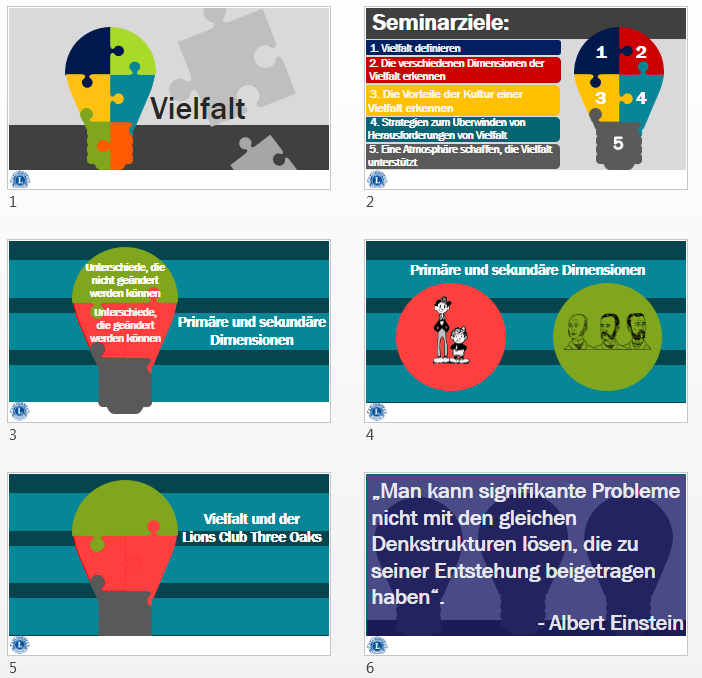 Vielfalt
1
Seminarziele:
1. Vielfalt definieren
2. Die verschiedenen Dimensionen der
Vielfalt erkennen
3. Die Vorteile der Kultur einer
Vielfalt erkennen
4. Strategien zum Überwinden von
Herausforderungen von Vielfalt
5. Eine Atmosphäre schaffen, die Vielfalt
unterstützt
1 2
3 4
5
2
Unterschiede, die
nicht geändert
werden können
Unterschiede,
die geändert
werden können
Primäre und sekundäre
Dimensionen
3
Primäre und sekundäre Dimensionen
4
Vielfalt und der
Lions Club Three Oaks
5
„Man kann signifikante Probleme
nicht mit den gleichen
Denkstrukturen lösen, die zu
seiner Entstehung beigetragen
haben“.
- Albert Einstein
6